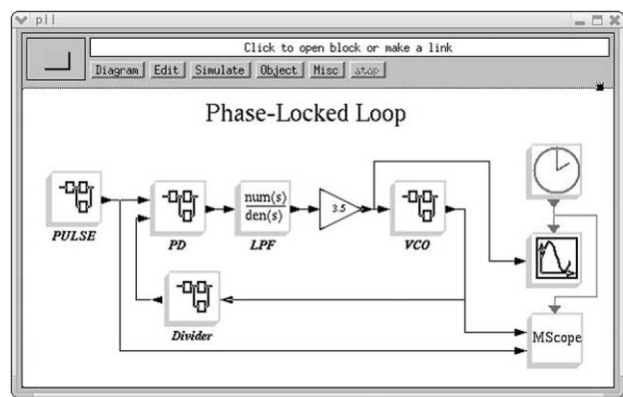 pll
Click to open block or make a link
Diagram Edit Simulate Object Misc stop
Phase-Locked Loop
PULSE
PD
num(s)
den(s)
LPF
3.5
VCO
Divider
MScope